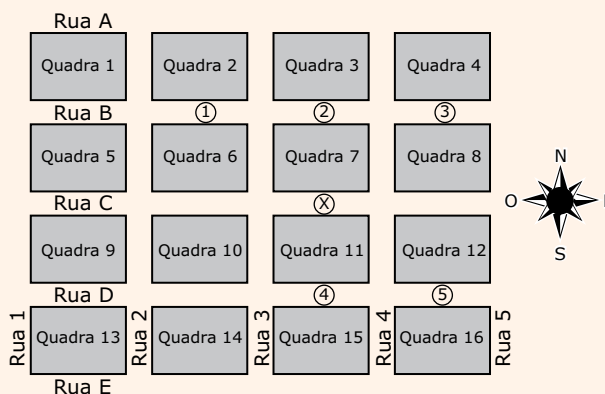 Rua A
Quadra 1 Quadra 2 Quadra 3 Quadra 4
Rua B 1 2 3
Quadra 5 Quadra 6 Quadra 7 Quadra 8
N
O
S
Rua C X
Quadra 9 Quadra 10 Quadra 11 Quadra 12
Rua D 4 5
Rua 1 Quadra 13 Rua 2 Quadra 14 Rua 3 Quadra 15 Rua 4 Quadra 16 Rua 5
Rua E